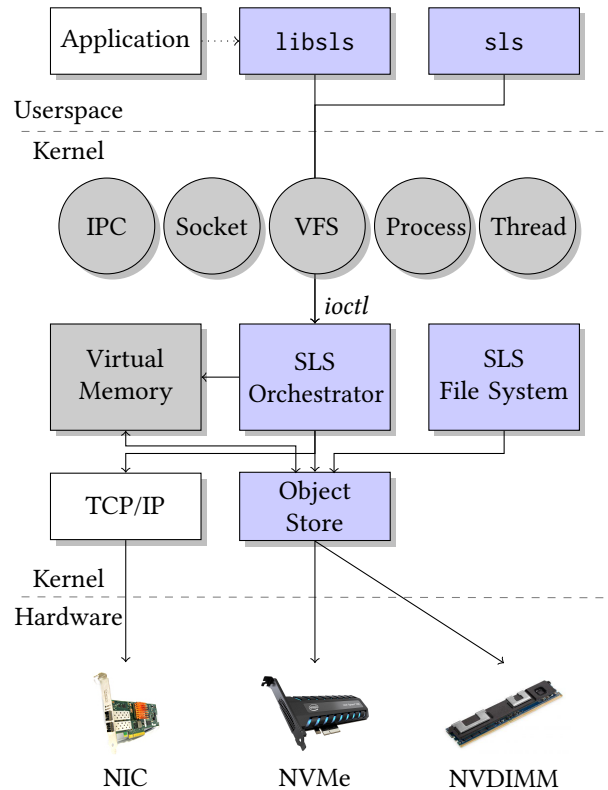 Application
libsls
sls
Userspace
Kernel
IPC
Socket
VFS
Process
Thread
ioctl
Virtual
Memory
SLS
Orchestrator
SLS
File System
TCP/IP
Object
Store
Kernel
Hardware
NIC
NVMe
NVDIMM